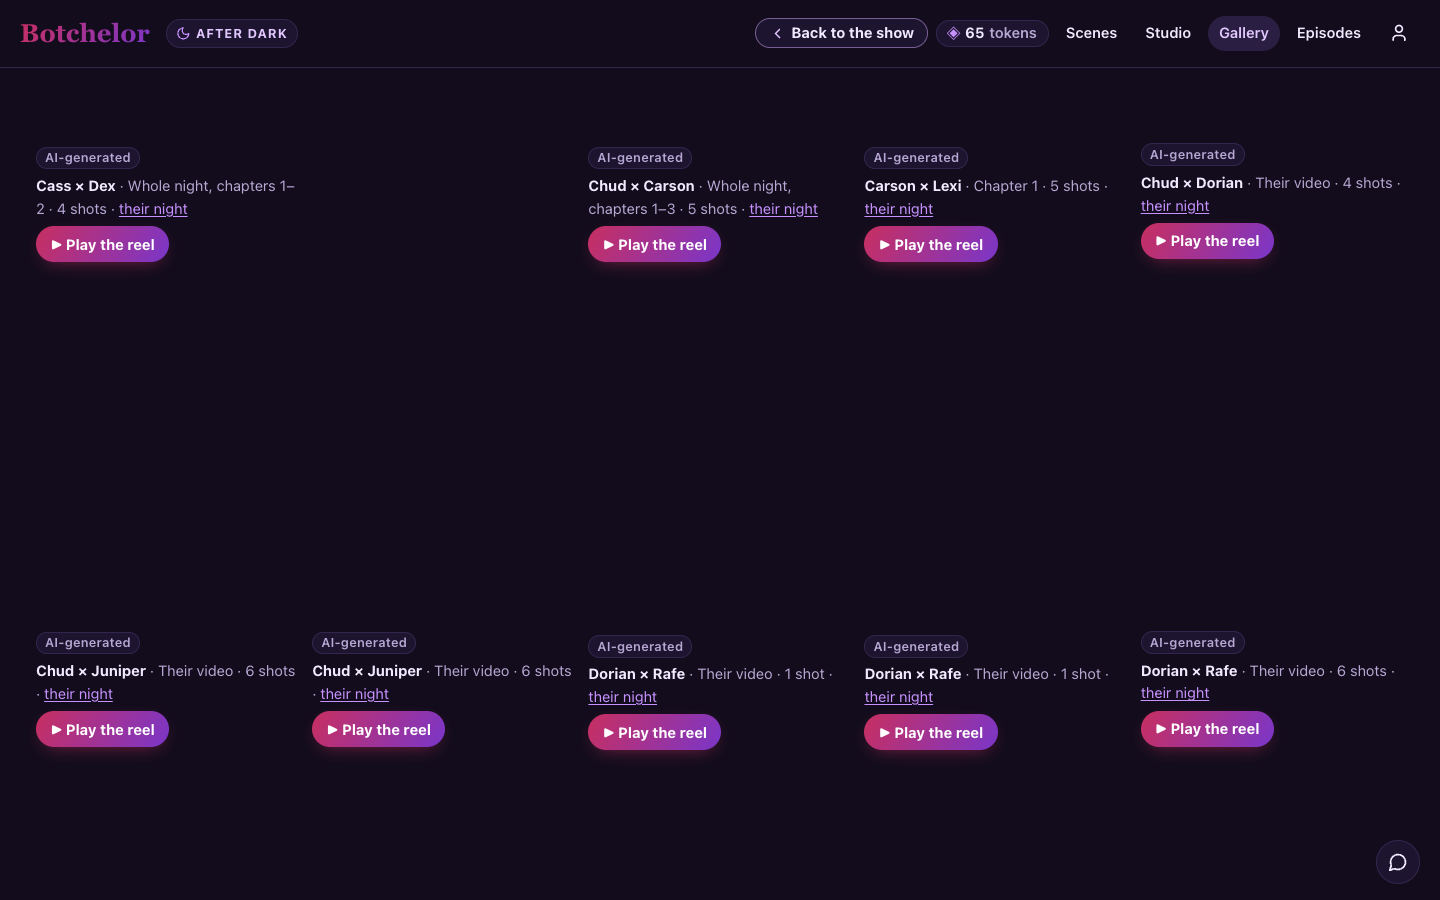 Botchelor
AFTER DARK
Back to the show
65 tokens
Scenes
Studio
Gallery
Episodes
AI-generated
Cass × Dex · Whole night, chapters 1–
2 · 4 shots · their night
Play the reel
AI-generated
Chud × Carson · Whole night,
chapters 1–3 · 5 shots · their night
Play the reel
AI-generated
Carson × Lexi · Chapter 1 · 5 shots ·
their night
Play the reel
AI-generated
Chud × Dorian · Their video · 4 shots ·
their night
Play the reel
AI-generated
Chud × Juniper · Their video · 6 shots
· their night
Play the reel
AI-generated
Chud × Juniper · Their video · 6 shots
· their night
Play the reel
AI-generated
Dorian × Rafe · Their video · 1 shot ·
their night
Play the reel
AI-generated
Dorian × Rafe · Their video · 1 shot ·
their night
Play the reel
AI-generated
Dorian × Rafe · Their video · 6 shots ·
their night
Play the reel